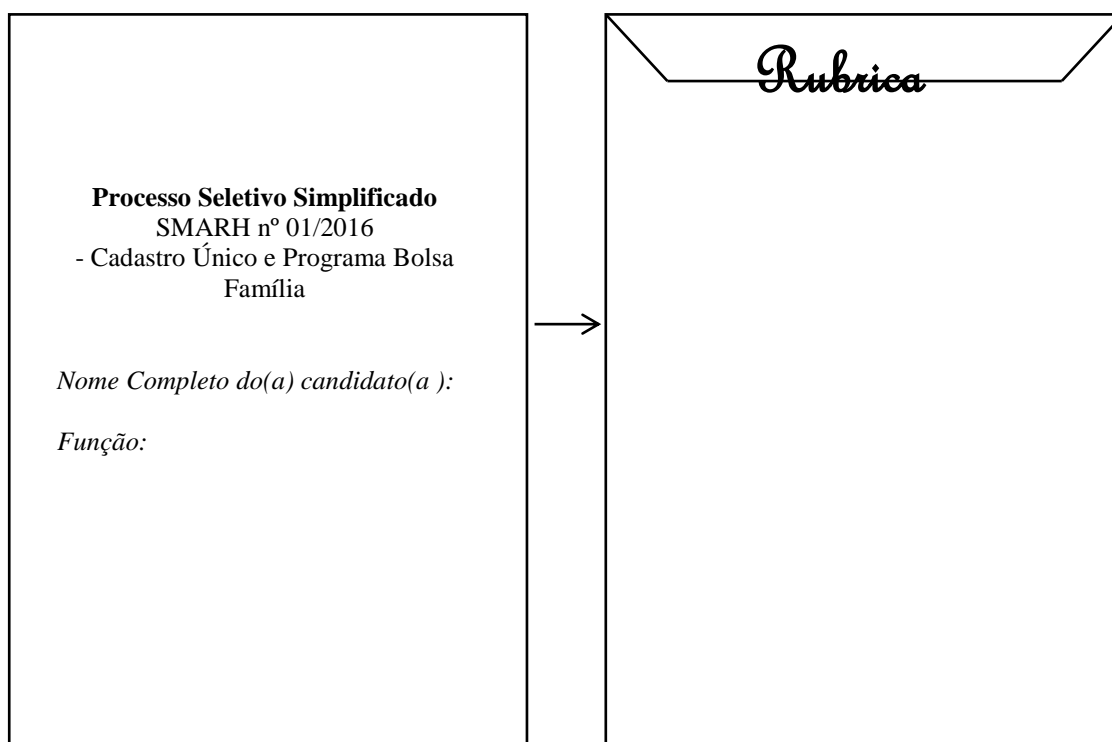 Processo Seletivo Simplificado
SMARH nº 01/2016
- Cadastro Único e Programa Bolsa
Família
Nome Completo do(a) candidato(a ):
Função:
Rubrica